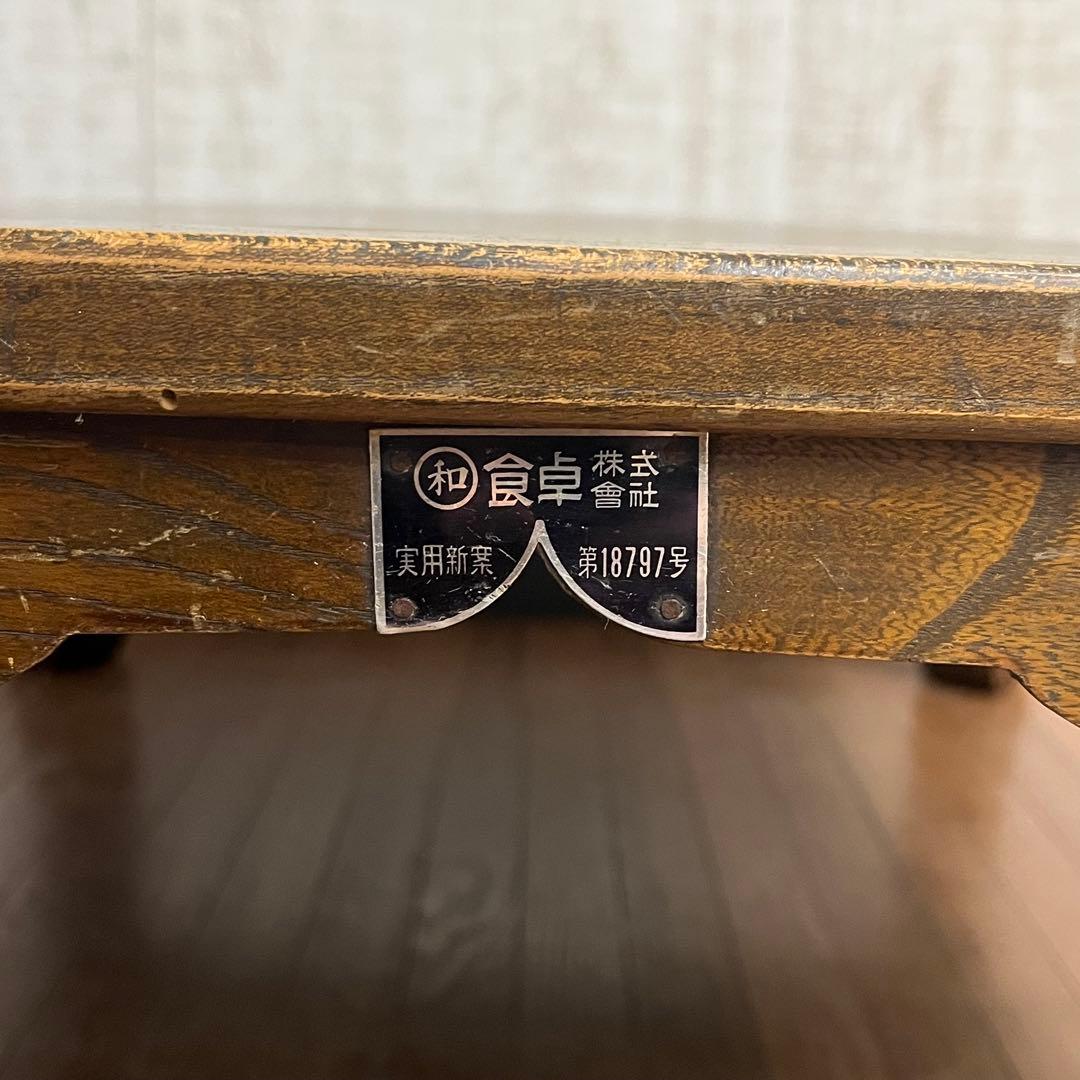 和 食卓 株式會社
実用新案 第18797号